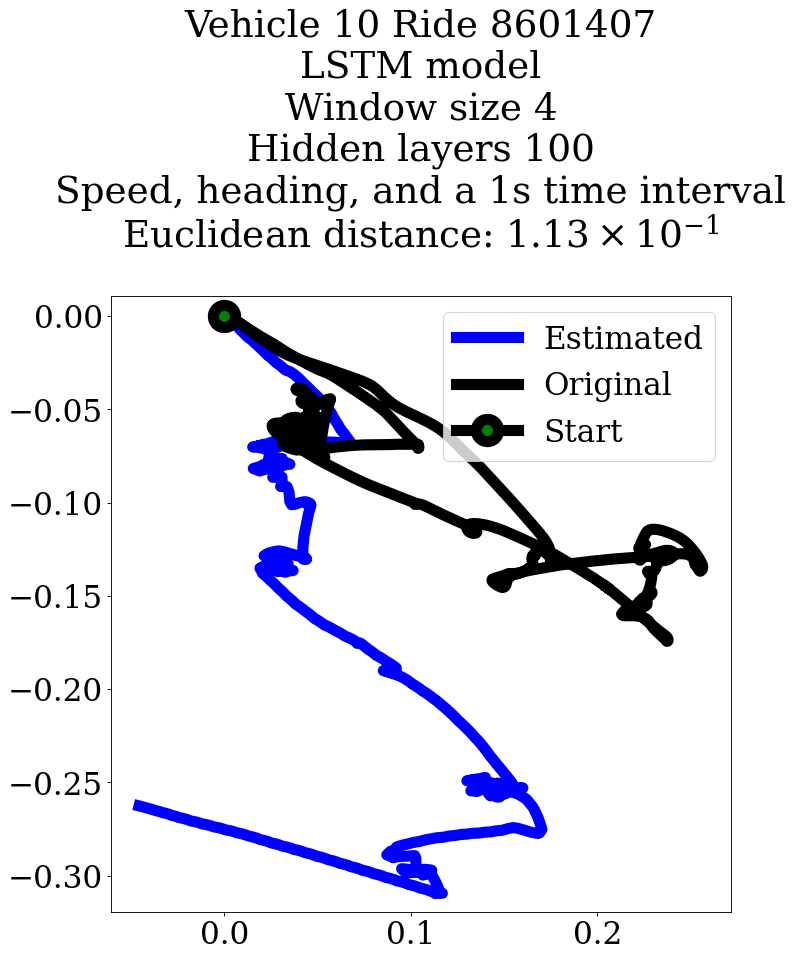 Vehicle 10 Ride 8601407
LSTM model
Window size 4
Hidden layers 100
Speed, heading, and a 1s time interval
Euclidean distance: 1.13 × 10⁻¹
Estimated
Original
Start
0.00
−0.05
−0.10
−0.15
−0.20
−0.25
−0.30
0.0 0.1 0.2